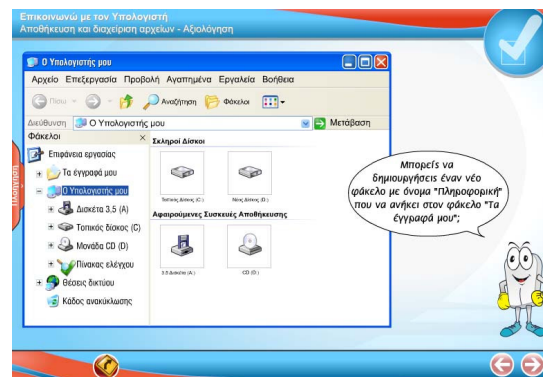 Επικοινωνώ με τον Υπολογιστή
Αποθήκευση και διαχείριση αρχείων - Αξιολόγηση
Ο Υπολογιστής μου
Αρχείο Επεξεργασία Προβολή Αγαπημένα Εργαλεία Βοήθεια
Πίσω Αναζήτηση Φάκελοι
Διεύθυνση Ο Υπολογιστής μου Μετάβαση
Φάκελοι
Επιφάνεια εργασίας
Τα έγγραφά μου
Ο Υπολογιστής μου
Διασκέτα 3,5 (A)
Τοπικός δίσκος (C)
Μονάδα CD (D)
Πίνακας ελέγχου
Θέσεις δικτύου
Κάδος ανακύκλωσης
Σκληροί Δίσκοι
Τοπικός Δίσκος (C:)
Νέος Δίσκος (D:)
Αφαιρούμενες Συσκευές Αποθήκευσης
3,5 Δισκέτα (A:)
CD (D:)
Μπορείς να
δημιουργήσεις έναν νέο
φάκελο με όνομα "Πληροφορική"
που να ανήκει στον φάκελο "Τα
έγγραφά μου";
Πλοήγηση